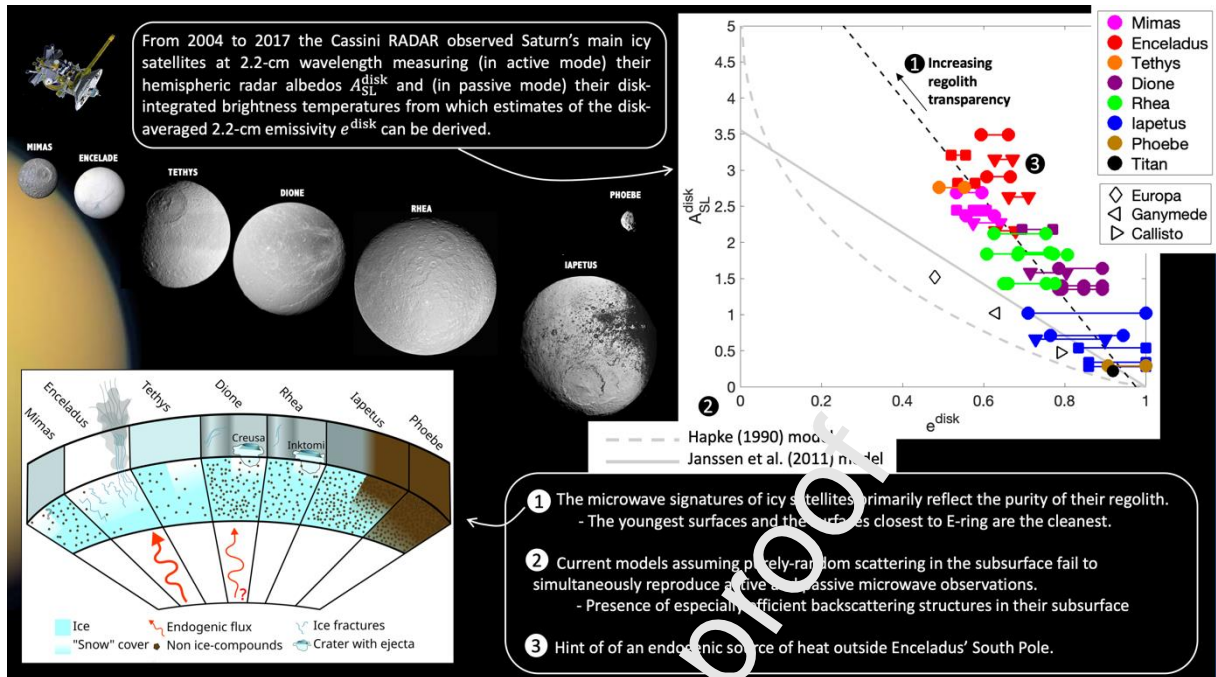 From 2004 to 2017 the Cassini RADAR observed Saturn's main icy
satellites at 2.2-cm wavelength measuring (in active mode) their
hemispheric radar albedos A_SL^disk and (in passive mode) their disk-
integrated brightness temperatures from which estimates of the disk-
averaged 2.2-cm emissivity e^disk can be derived.
MIMAS
ENCELADE
TETHYS
DIONE
RHEA
PHOEBE
IAPETUS
5
4.5
4
3.5
3
2.5
2
1.5
1
0.5
0
A_SL^disk
0 0.2 0.4 0.6 0.8 1
e^disk
1 Increasing
regolith
transparency
3
2
Mimas
Enceladus
Tethys
Dione
Rhea
Iapetus
Phoebe
Titan
Europa
Ganymede
Callisto
Hapke (1990) model
Janssen et al. (2011) model
Mimas
Enceladus
Tethys
Dione
Rhea
Iapetus
Phoebe
Creusa
Inktomi
?
Ice
"Snow" cover
Endogenic flux
Non ice-compounds
Ice fractures
Crater with ejecta
1 The microwave signatures of icy satellites primarily reflect the purity of their regolith.
- The youngest surfaces and the surfaces closest to E-ring are the cleanest.
2 Current models assuming purely-random scattering in the subsurface fail to
simultaneously reproduce active and passive microwave observations.
- Presence of especially efficient backscattering structures in their subsurface
3 Hint of of an endogenic source of heat outside Enceladus' South Pole.
proof